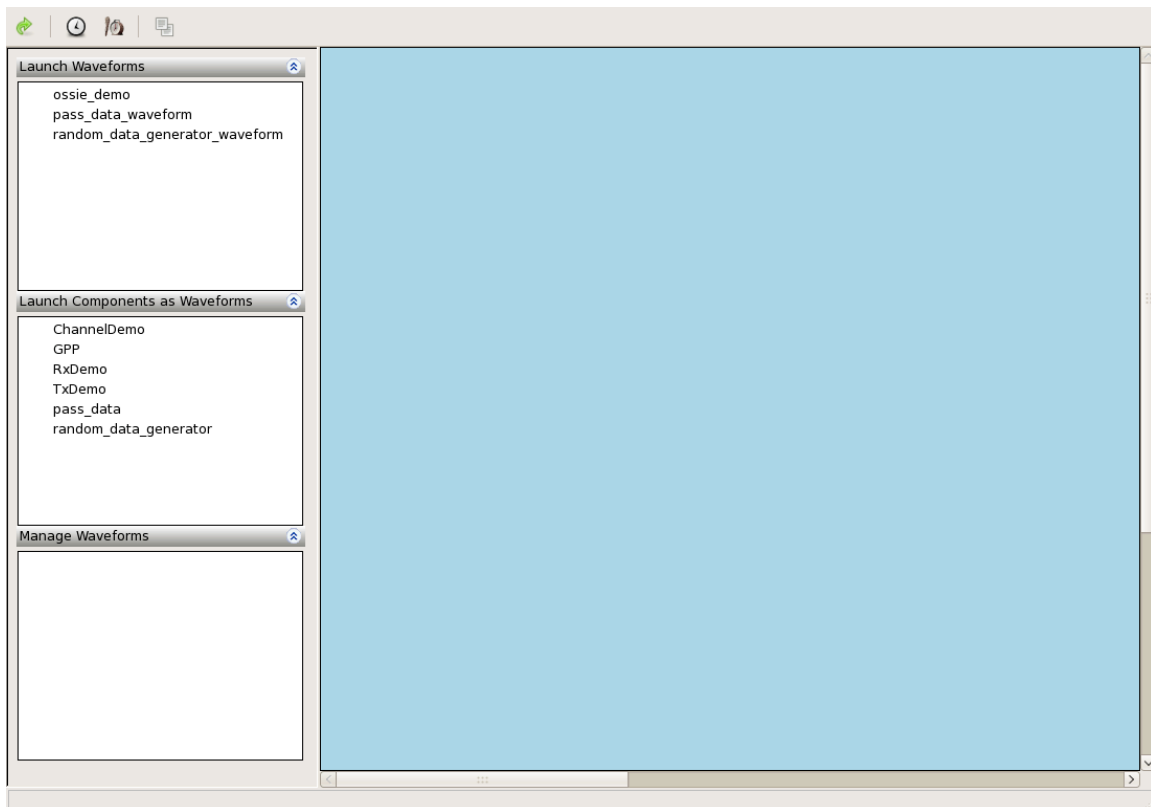 Launch Waveforms
ossie_demo
pass_data_waveform
random_data_generator_waveform
Launch Components as Waveforms
ChannelDemo
GPP
RxDemo
TxDemo
pass_data
random_data_generator
Manage Waveforms